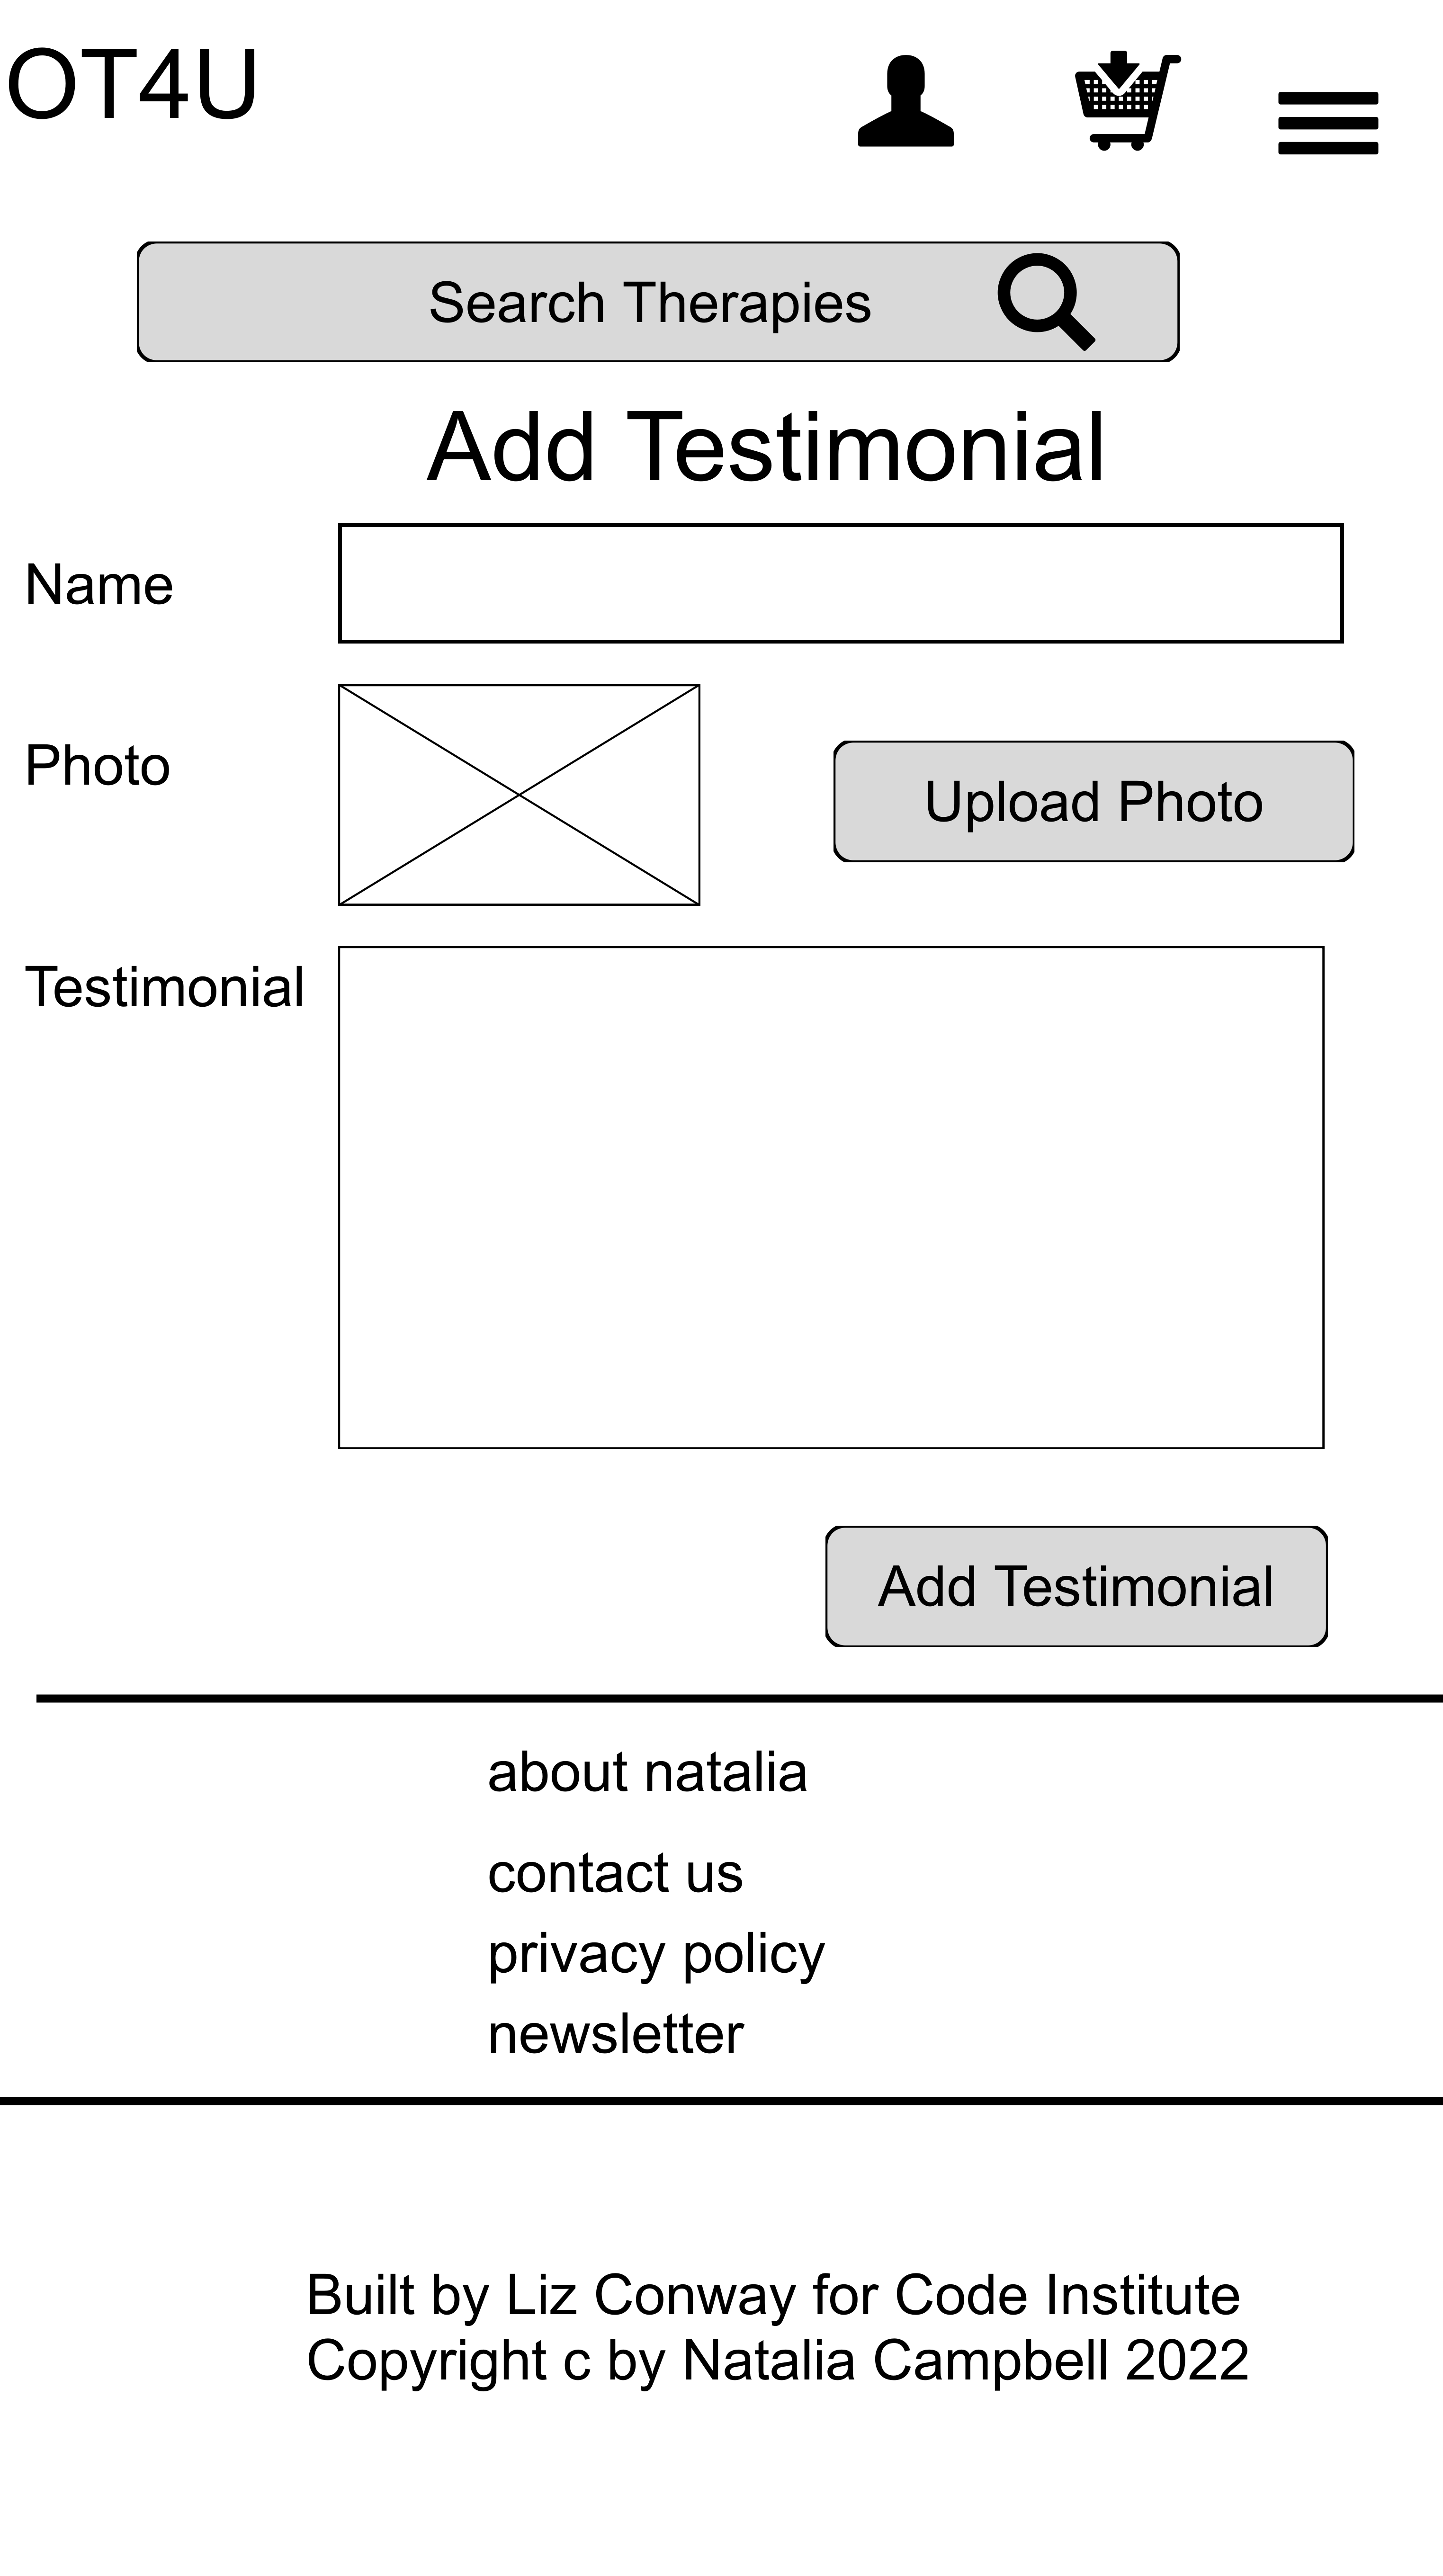 OT4U
Search Therapies
Add Testimonial
Name
Photo
Upload Photo
Testimonial
Add Testimonial
about natalia
contact us
privacy policy
newsletter
Built by Liz Conway for Code Institute
Copyright c by Natalia Campbell 2022